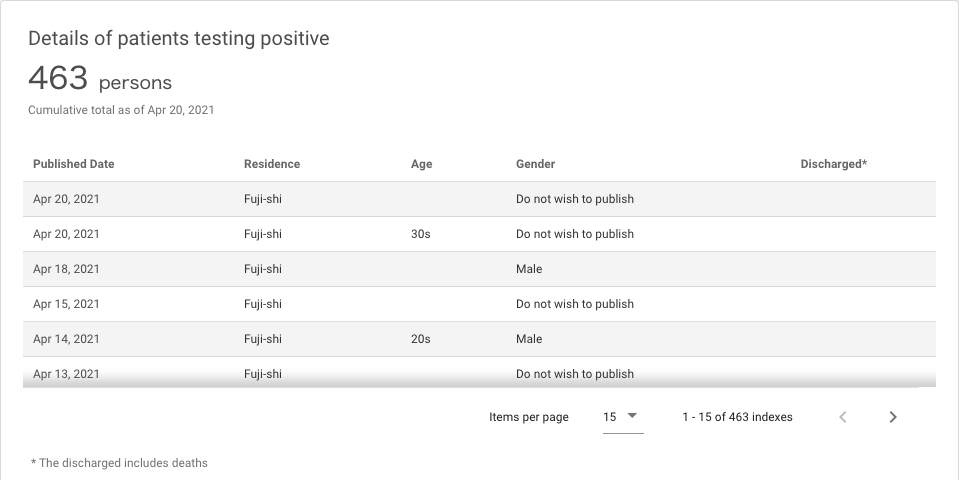 Details of patients testing positive
463 persons
Cumulative total as of Apr 20, 2021
Published Date Residence Age Gender Discharged*
Apr 20, 2021 Fuji-shi Do not wish to publish
Apr 20, 2021 Fuji-shi 30s Do not wish to publish
Apr 18, 2021 Fuji-shi Male
Apr 15, 2021 Fuji-shi Do not wish to publish
Apr 14, 2021 Fuji-shi 20s Male
Apr 13, 2021 Fuji-shi Do not wish to publish
Items per page 15 1 - 15 of 463 indexes
* The discharged includes deaths